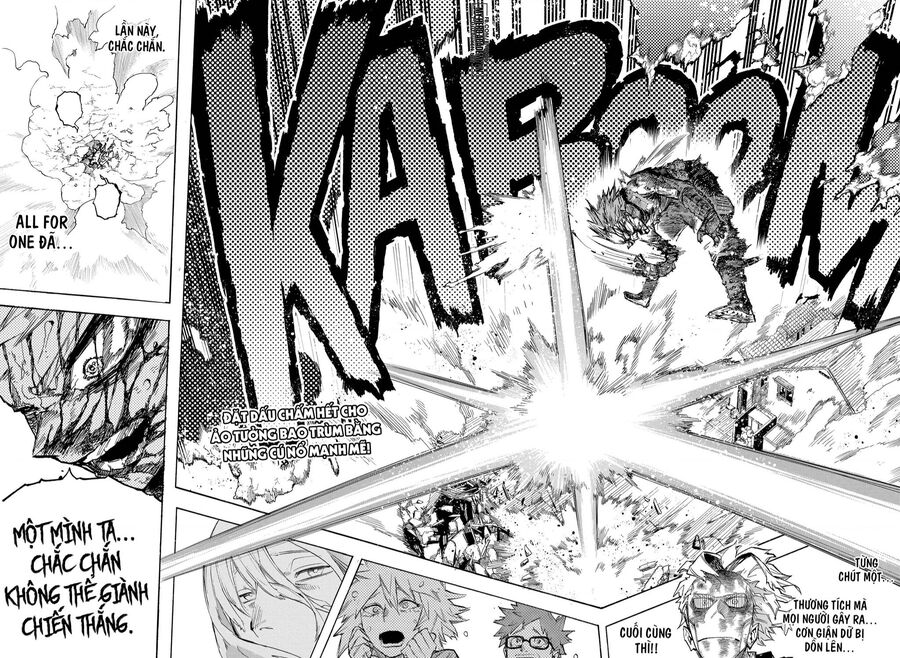 KABOOM
ĐẶT DẤU CHẤM HẾT CHO
ẢO TƯỞNG BAO TRÙM BẰNG
NHỮNG CÚ NỔ MẠNH MẼ!
TỪNG
CHÚT MỘT...
THƯƠNG TÍCH MÀ
MỌI NGƯỜI GÂY RA...
CƠN GIẬN DỮ BỊ
DỒN LÊN...
CUỐI CÙNG
THÌ!!
LẦN NÀY,
CHẮC CHẮN.
ALL FOR
ONE ĐÃ...
MỘT MÌNH TA...
CHẮC CHẮN
KHÔNG THỂ GIÀNH
CHIẾN THẮNG.